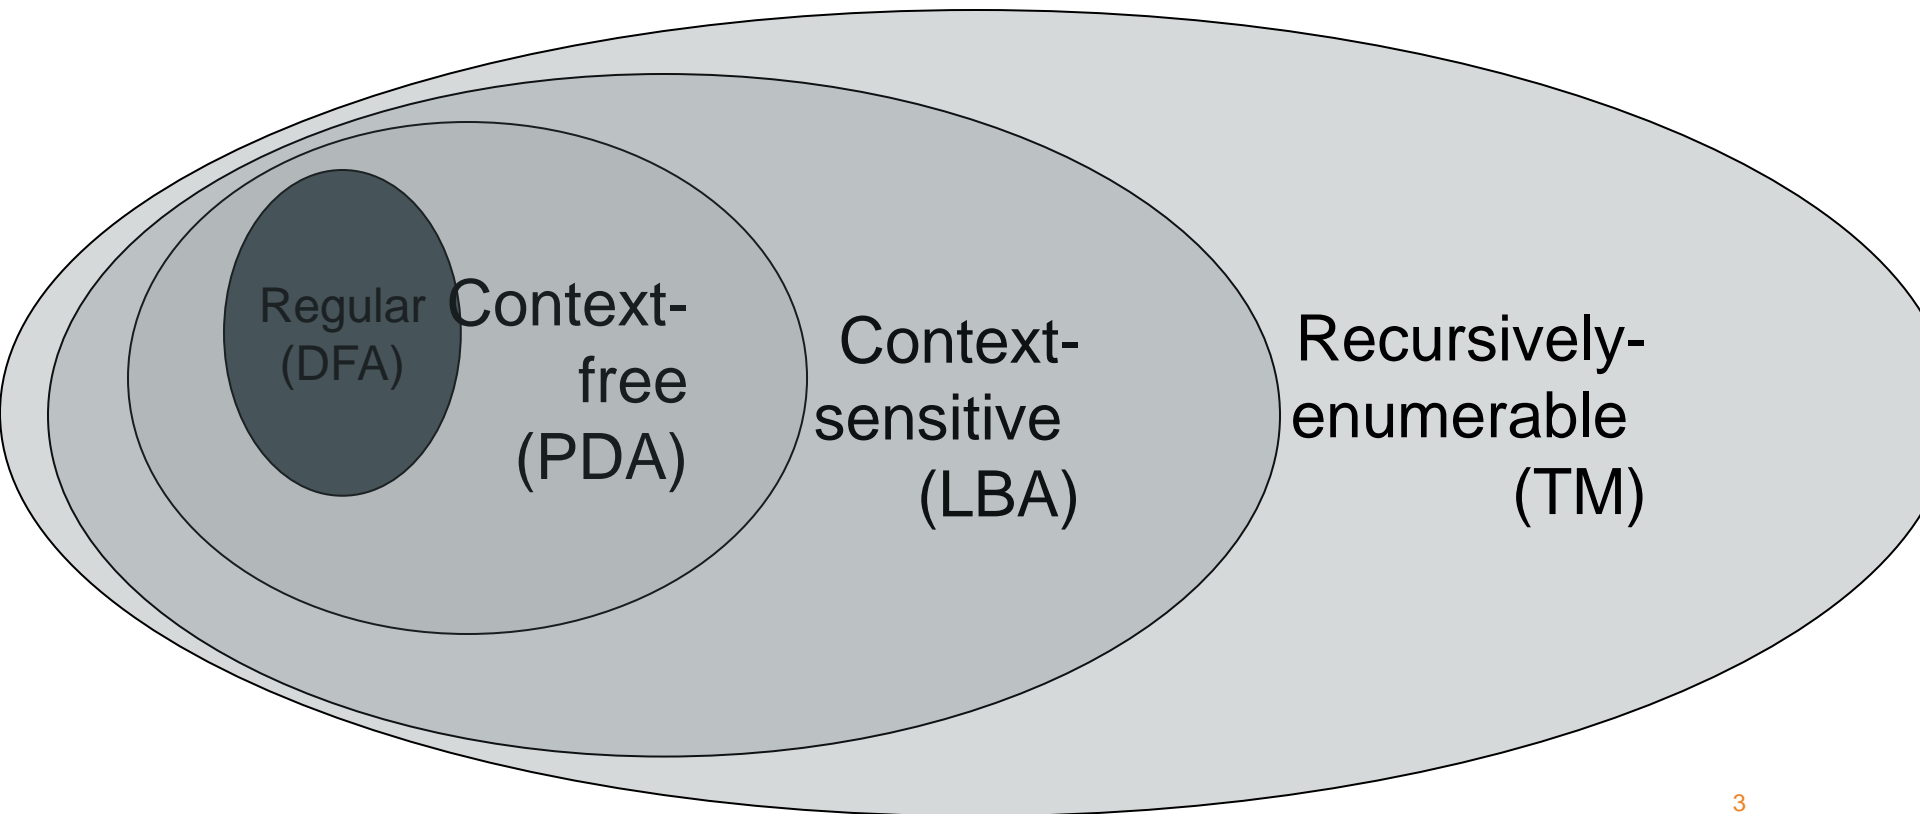 Regular
(DFA)
Context-
free
(PDA)
Context-
sensitive
(LBA)
Recursively-
enumerable
(TM)
3